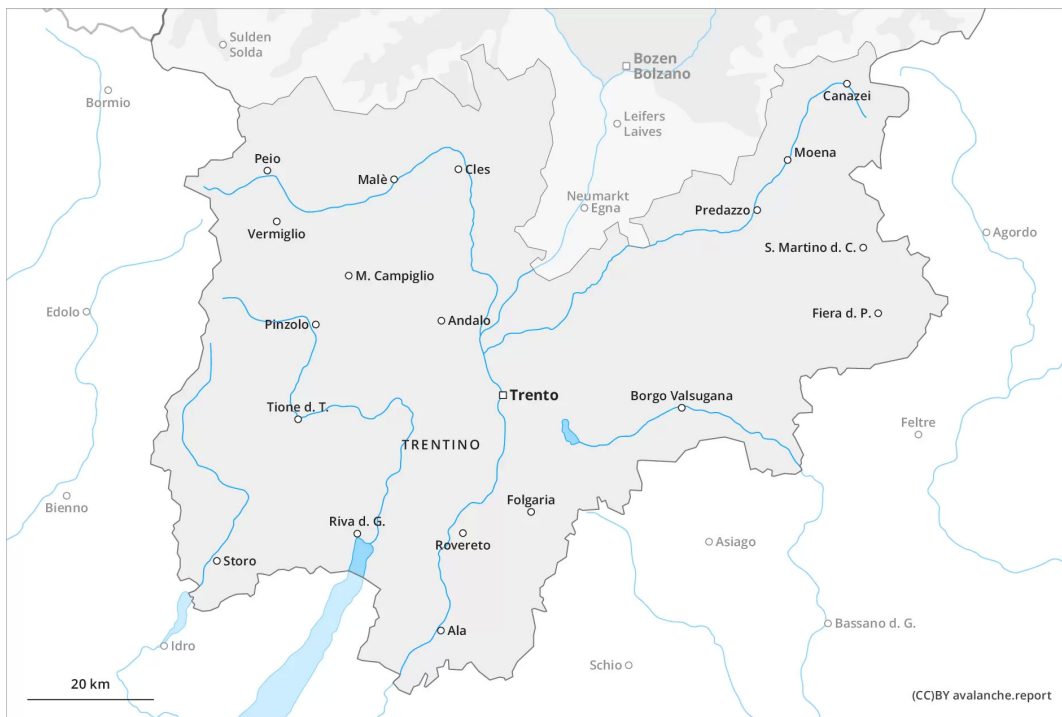 Sulden
Solda
Bozen
Bolzano
Bormio
Canazei
Leifers
Laives
Moena
Peio
Malè
Cles
Neumarkt
Egna
Predazzo
Vermiglio
Agordo
S. Martino d. C.
M. Campiglio
Edolo
Pinzolo
Andalo
Fiera d. P.
Trento
Borgo Valsugana
Tione d. T.
Feltre
TRENTINO
Bienno
Folgaria
Riva d. G.
Rovereto
Asiago
Storo
Ala
Bassano d. G.
Idro
Schio
20 km
(CC)BY avalanche.report